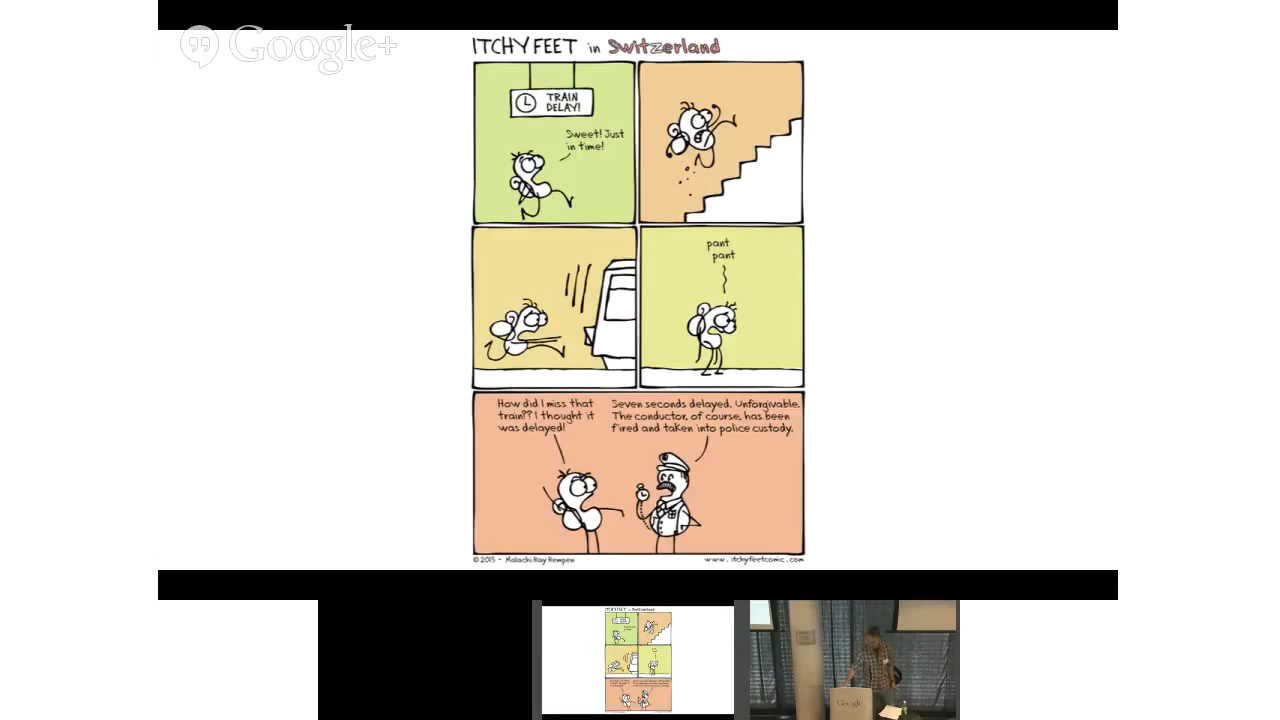 Google+
ITCHY FEET in Switzerland
TRAIN
DELAY!
Sweet! Just
in time!
pant
pant
How did I miss that
train?? I thought it
was delayed!
Seven seconds delayed. Unforgivable.
The conductor, of course, has been
fired and taken into police custody.
© 2015 - Malachi Ray Rempen
www.itchyfeetcomic.com
Google